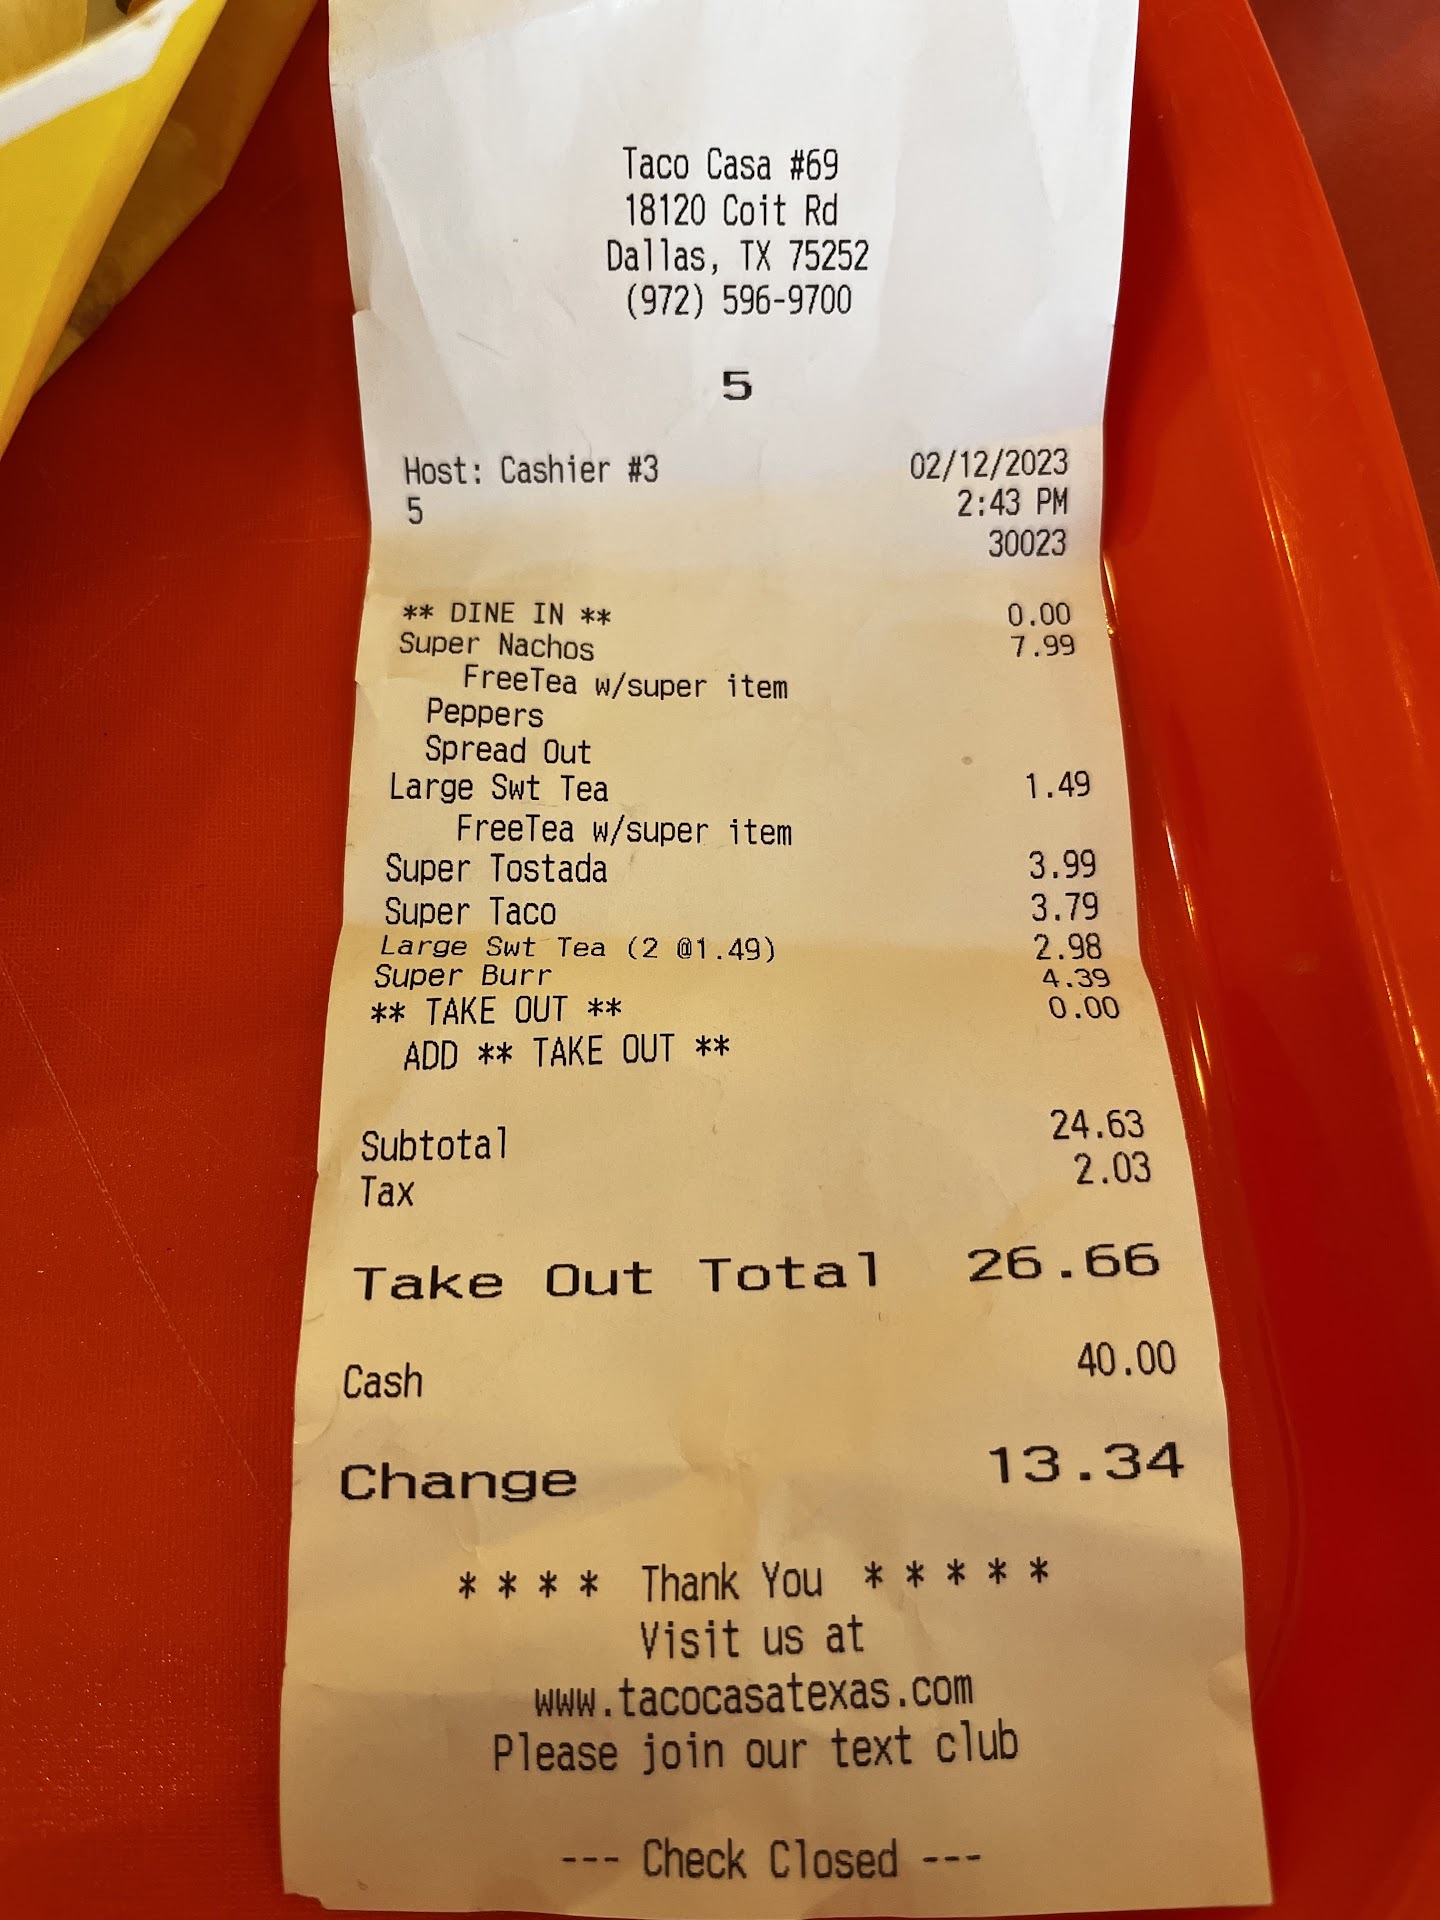 Taco Casa #69
18120 Coit Rd
Dallas, TX 75252
(972) 596-9700
5
Host: Cashier #3 02/12/2023
5 2:43 PM
30023
** DINE IN ** 0.00
Super Nachos 7.99
FreeTea w/super item
Peppers
Spread Out
Large Swt Tea 1.49
FreeTea w/super item
Super Tostada 3.99
Super Taco 3.79
Large Swt Tea (2 @1.49) 2.98
Super Burr 4.39
** TAKE OUT ** 0.00
ADD ** TAKE OUT **
Subtotal 24.63
Tax 2.03
Take Out Total 26.66
Cash 40.00
Change 13.34
* * * * Thank You * * * * *
Visit us at
www.tacocasatexas.com
Please join our text club
--- Check Closed ---